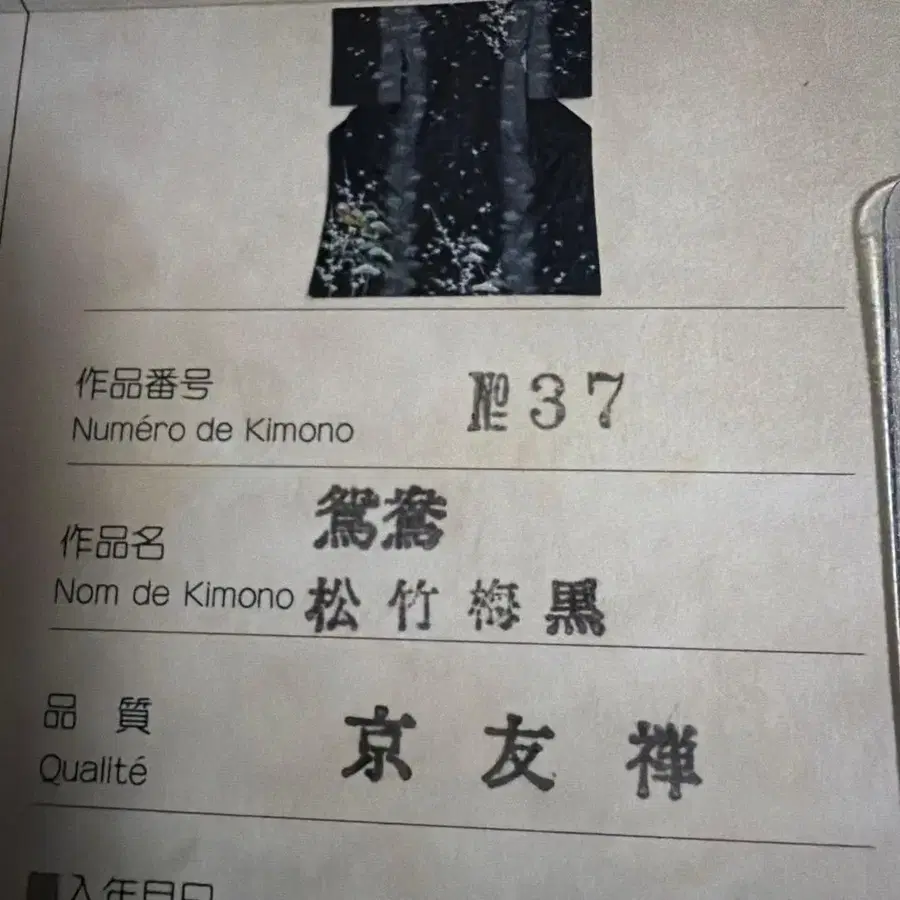 作品番号
Numéro de Kimono
№37
作品名
Nom de Kimono
鴛鴦
松竹梅黒
品質
Qualité
京友禅